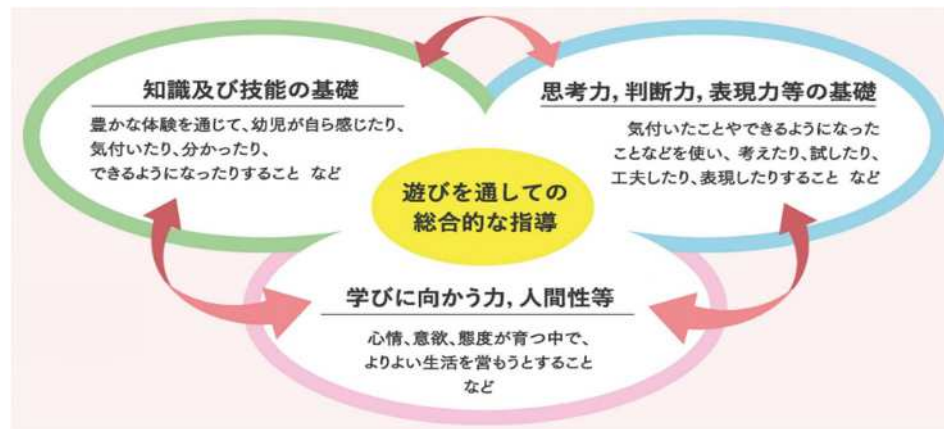 知識及び技能の基礎
豊かな体験を通じて、幼児が自ら感じたり、
気付いたり、分かったり、
できるようになったりすること など
思考力,判断力,表現力等の基礎
気付いたことやできるようになった
ことなどを使い、考えたり、試したり、
工夫したり、表現したりすること など
遊びを通しての
総合的な指導
学びに向かう力,人間性等
心情、意欲、態度が育つ中で、
よりよい生活を営もうとすること
など